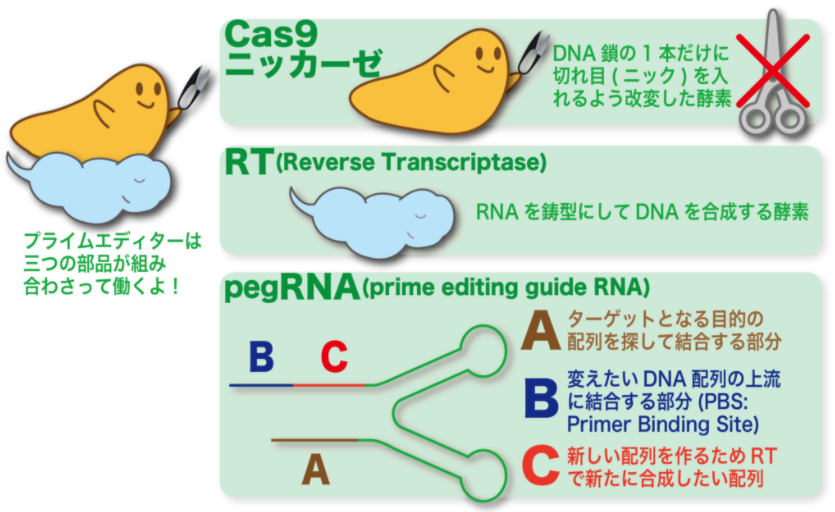 Cas9
ニッカーゼ
DNA 鎖の1本だけに
切れ目(ニック)を入
れるよう改変した酵素
RT(Reverse Transcriptase)
RNA を鋳型にして DNA を合成する酵素
プライムエディターは
三つの部品が組み
合わさって働くよ！
pegRNA(prime editing guide RNA)
B
C
A
A
ターゲットとなる目的の
配列を探して結合する部分
B
変えたい DNA 配列の上流
に結合する部分(PBS:
Primer Binding Site)
C
新しい配列を作るため RT
で新たに合成したい配列